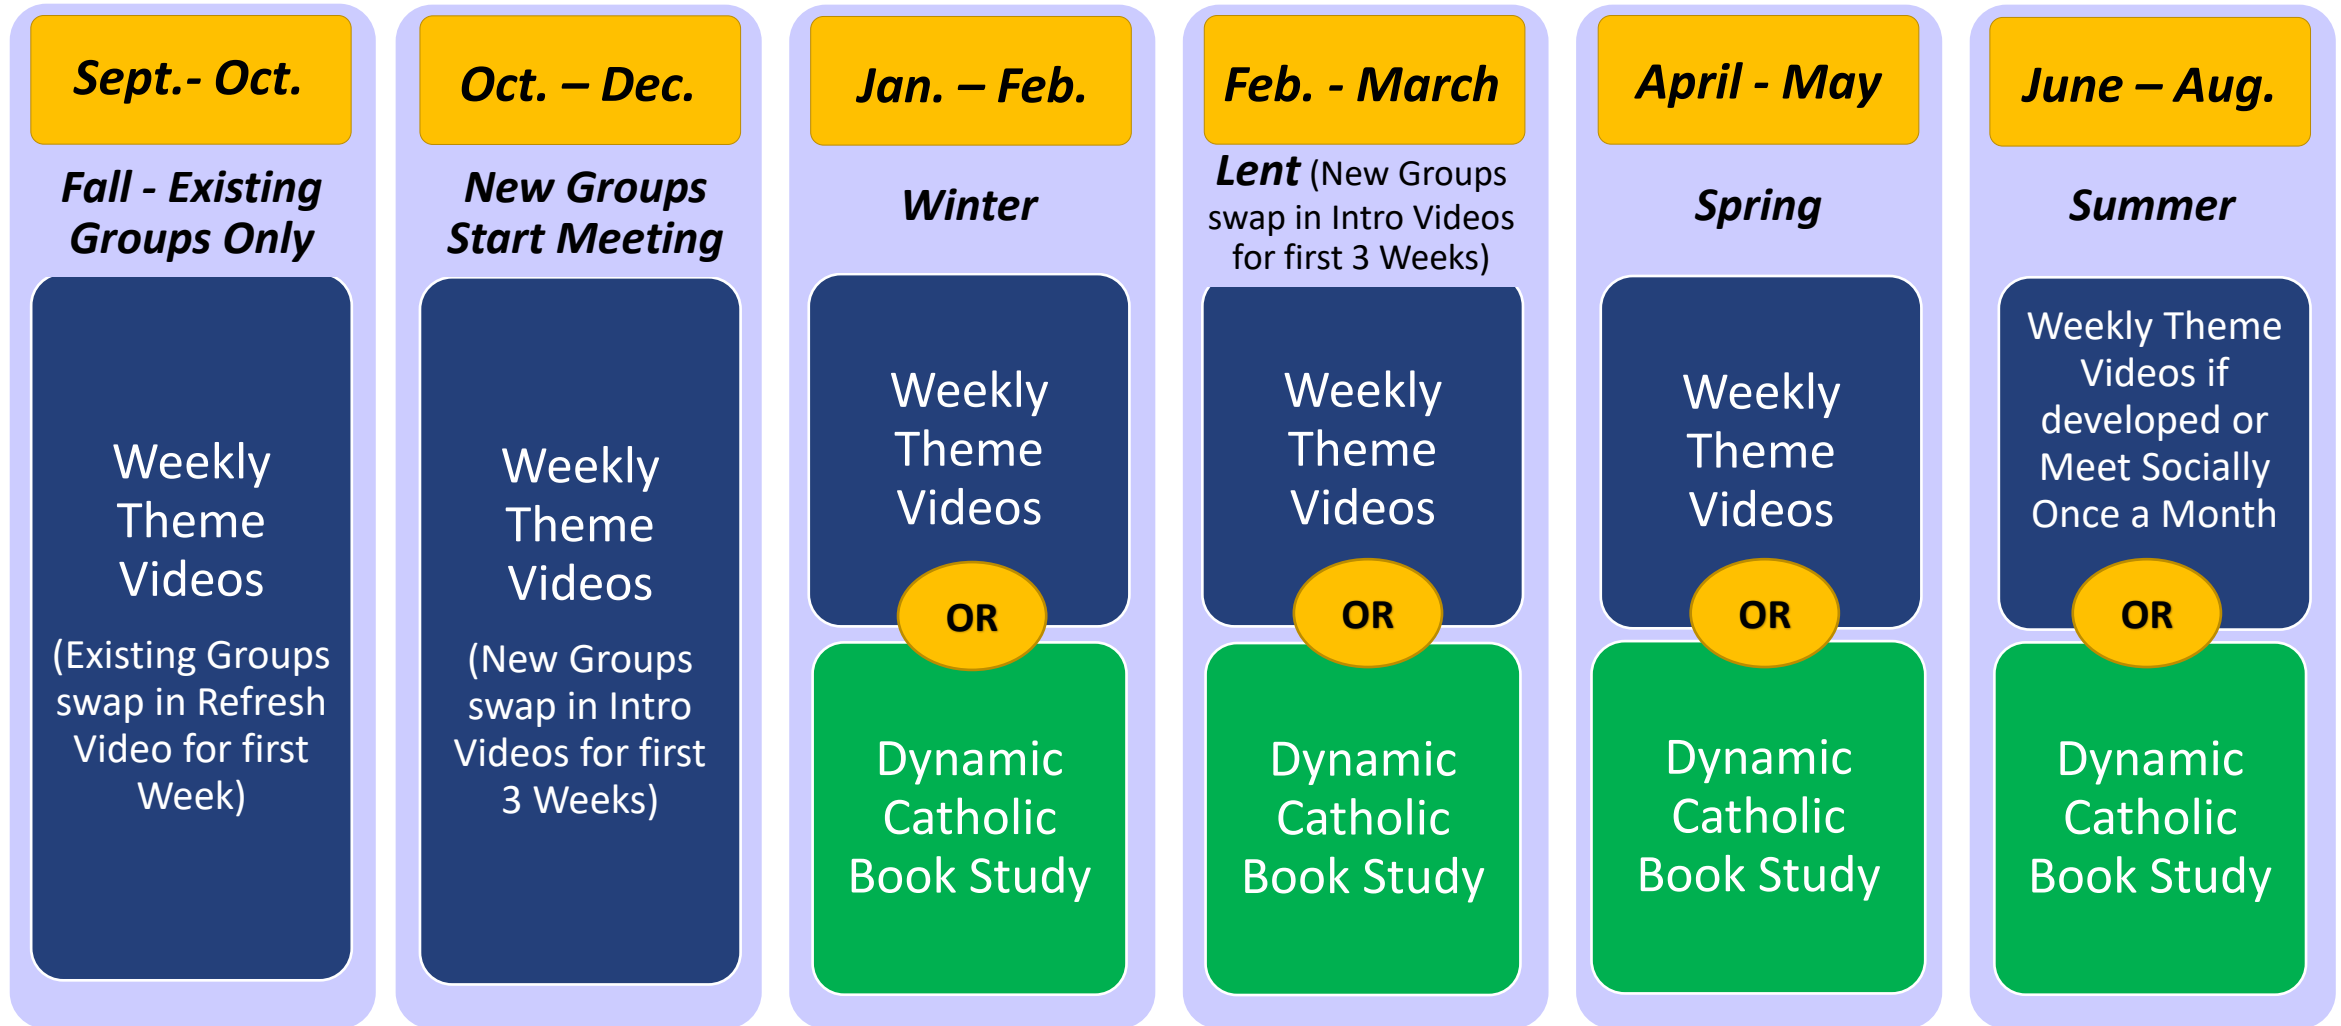 Sept.- Oct.
Fall - Existing
Groups Only
Weekly
Theme
Videos
(Existing Groups
swap in Refresh
Video for first
Week)
Oct. – Dec.
New Groups
Start Meeting
Weekly
Theme
Videos
(New Groups
swap in Intro
Videos for first
3 Weeks)
Jan. – Feb.
Winter
Weekly
Theme
Videos
OR
Dynamic
Catholic
Book Study
Feb. - March
Lent (New Groups
swap in Intro Videos
for first 3 Weeks)
Weekly
Theme
Videos
OR
Dynamic
Catholic
Book Study
April - May
Spring
Weekly
Theme
Videos
OR
Dynamic
Catholic
Book Study
June – Aug.
Summer
Weekly Theme
Videos if
developed or
Meet Socially
Once a Month
OR
Dynamic
Catholic
Book Study